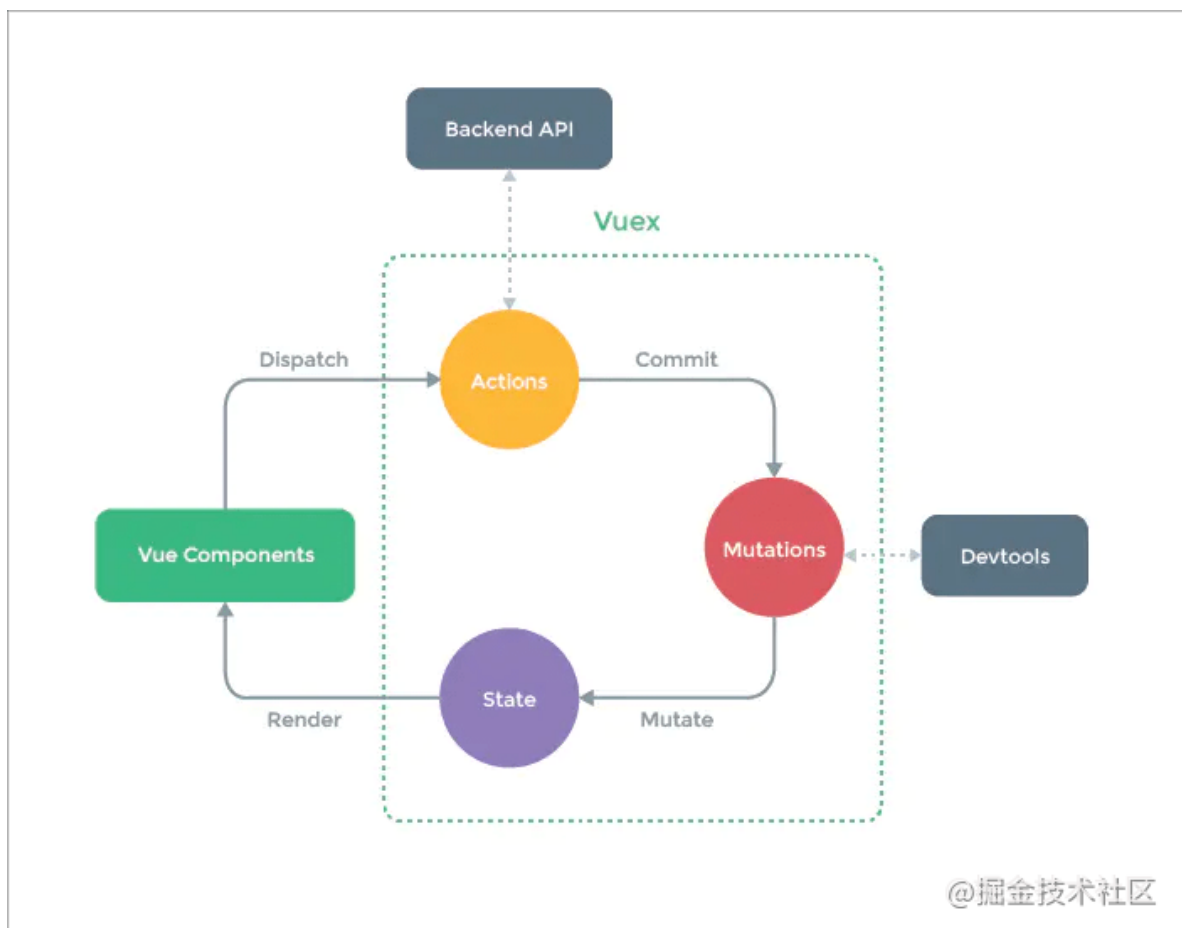 Backend API
Vuex
Dispatch
Actions
Commit
Vue Components
Mutations
Devtools
State
Render
Mutate
@掘金技术社区